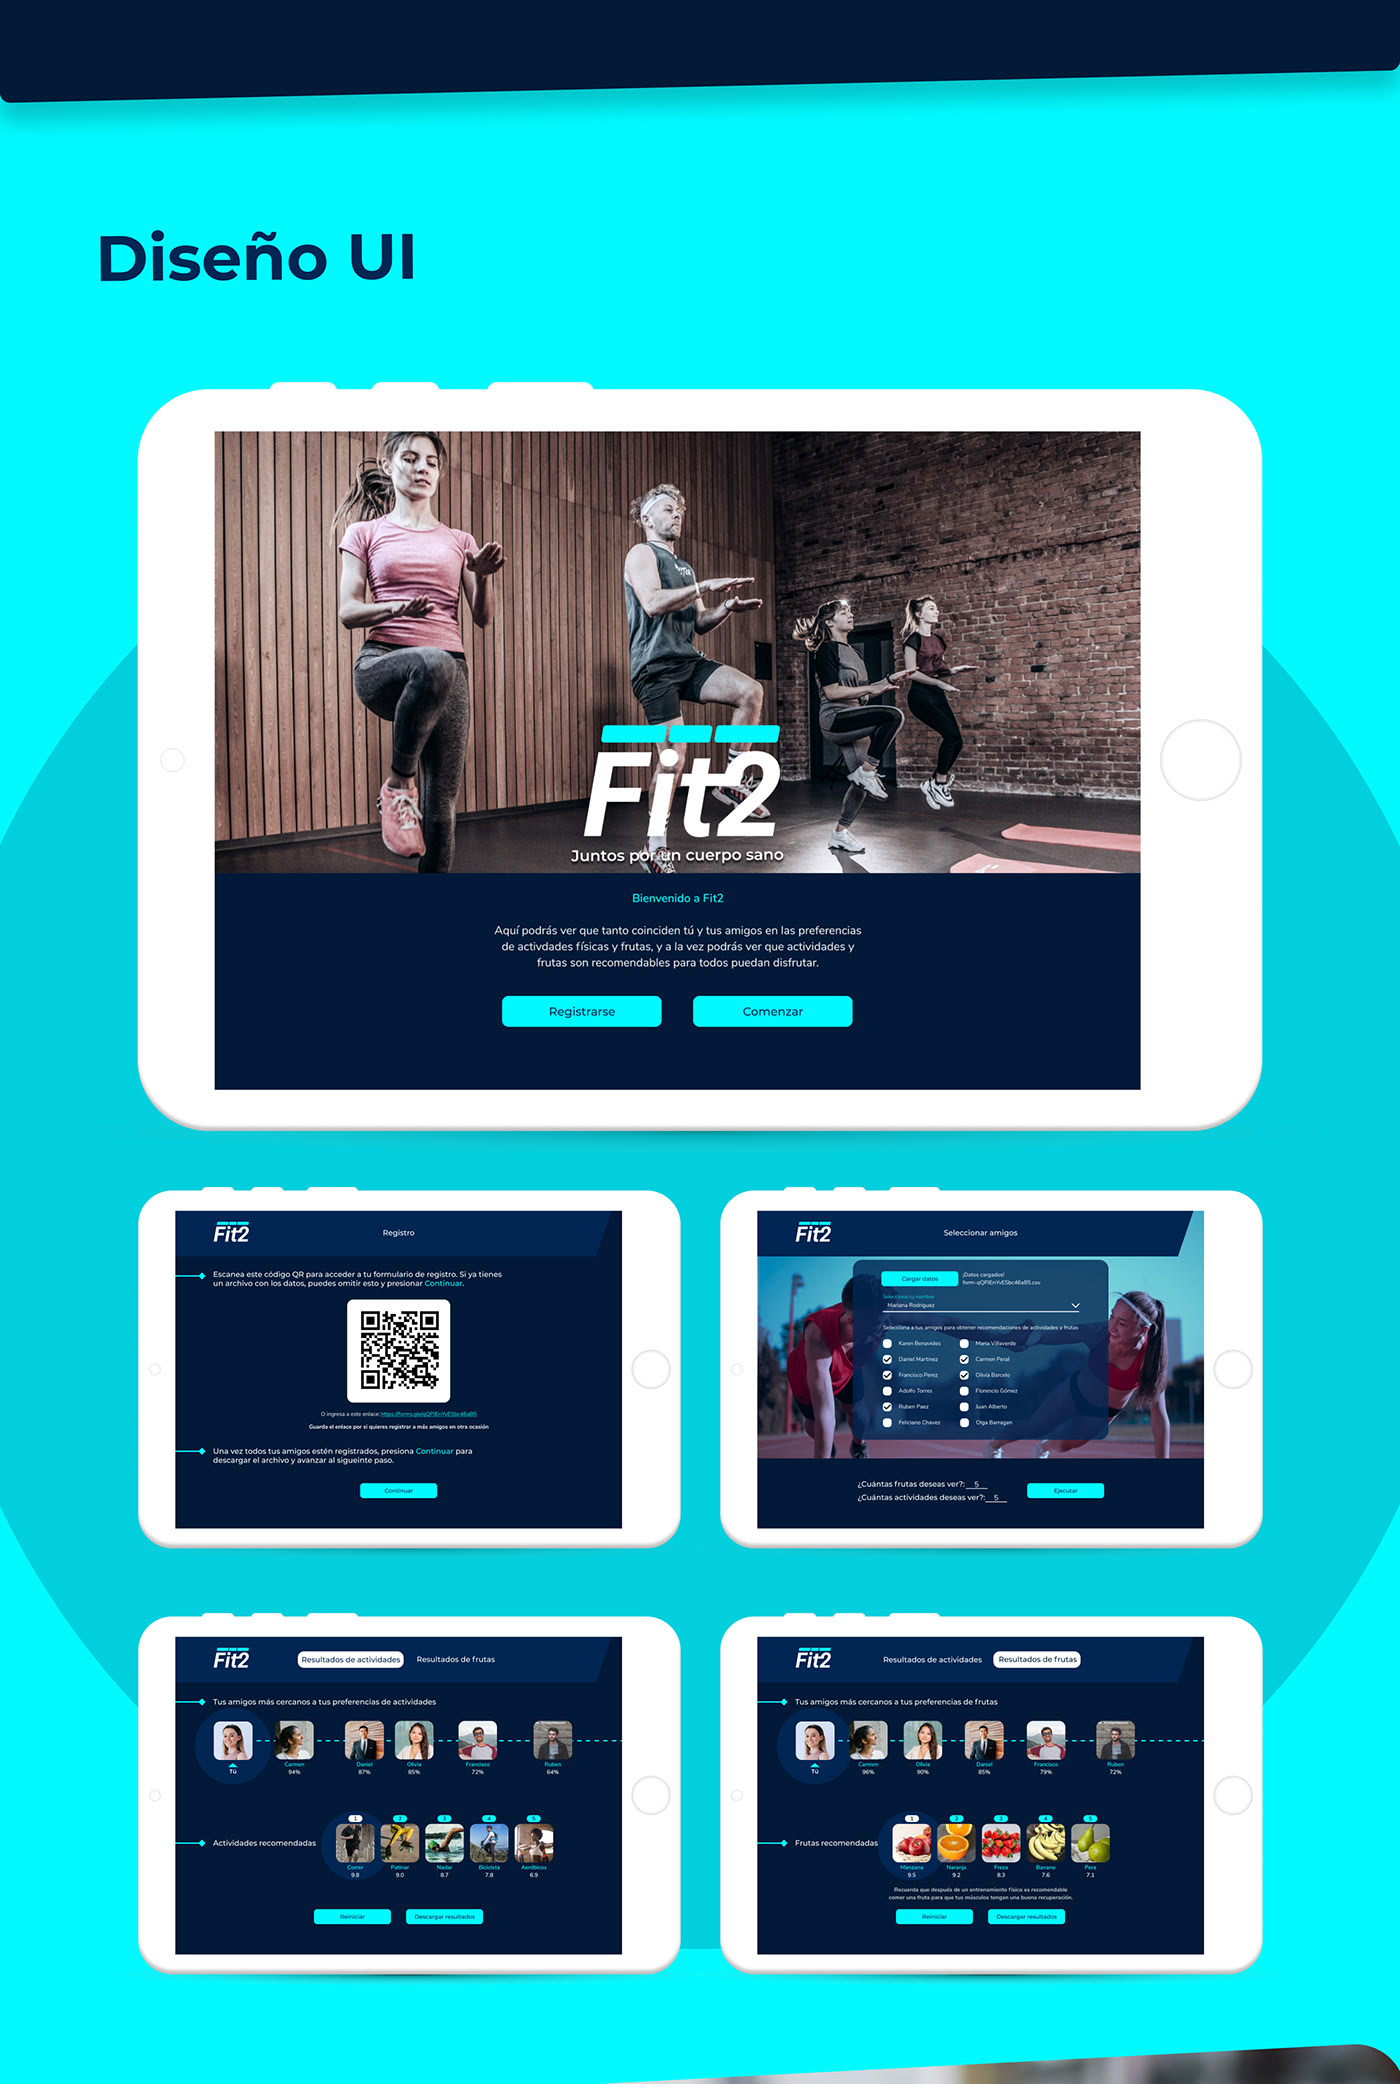 Diseño UI
Fit2
Juntos por un cuerpo sano
Bienvenido a Fit2
Aquí podrás ver que tanto coinciden tú y tus amigos en las preferencias
de activdades físicas y frutas, y a la vez podrás ver que actividades y
frutas son recomendables para todos puedan disfrutar.
Registrarse
Comenzar
Fit2
Registro
Escanea este código QR para acceder a tu formulario de registro. Si ya tienes
un archivo con los datos, puedes omitir esto y presionar Continuar.
O ingresa a este enlace:
Guarda el enlace por si quieres registrar a más amigos en otra ocasión
Una vez todos tus amigos estén registrados, presiona Continuar para
descargar el archivo y avanzar al sigueinte paso.
Continuar
Fit2
Seleccionar amigos
Cargar datos
¡Datos cargados!
Selecciona tu nombre
Mariana Rodriguez
Selecciona a tus amigos para obtener recomendaciones de actividades y frutas
Karen Benavides
Maria Villaverde
Daniel Martinez
Carmen Peral
Francisco Perez
Olivia Barcelo
Adolfo Torres
Florencio Gómez
Ruben Paez
Juan Alberto
Feliciano Chavez
Olga Barragan
¿Cuántas frutas deseas ver?: 5
¿Cuántas actividades deseas ver?: 5
Ejecutar
Fit2
Resultados de actividades
Resultados de frutas
Tus amigos más cercanos a tus preferencias de actividades
Tú
Carmen
94%
Daniel
87%
Olivia
85%
Francisco
72%
Ruben
64%
Actividades recomendadas
1
2
3
4
5
Correr
9.8
Patinar
9.0
Nadar
8.7
Bicicleta
7.8
Aeróbicos
6.9
Reiniciar
Descargar resultados
Fit2
Resultados de actividades
Resultados de frutas
Tus amigos más cercanos a tus preferencias de frutas
Tú
Carmen
96%
Olivia
90%
Daniel
85%
Francisco
79%
Ruben
72%
Frutas recomendadas
1
2
3
4
5
Manzana
9.5
Naranja
9.2
Fresa
8.3
Banano
7.6
Pera
7.1
Recuerda que después de un entrenamiento físico es recomendable
comer una fruta para que tus músculos tengan una buena recuperación.
Reiniciar
Descargar resultados